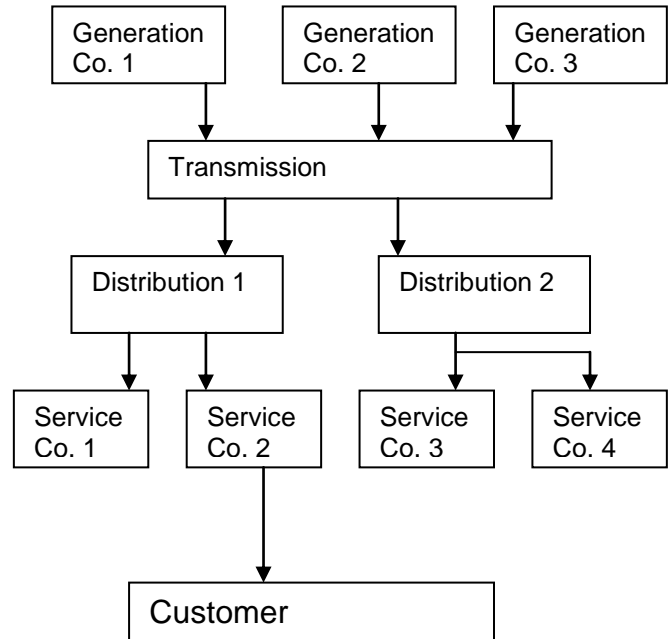 Generation
Co. 1
Generation
Co. 2
Generation
Co. 3
Transmission
Distribution 1
Distribution 2
Service
Co. 1
Service
Co. 2
Service
Co. 3
Service
Co. 4
Customer